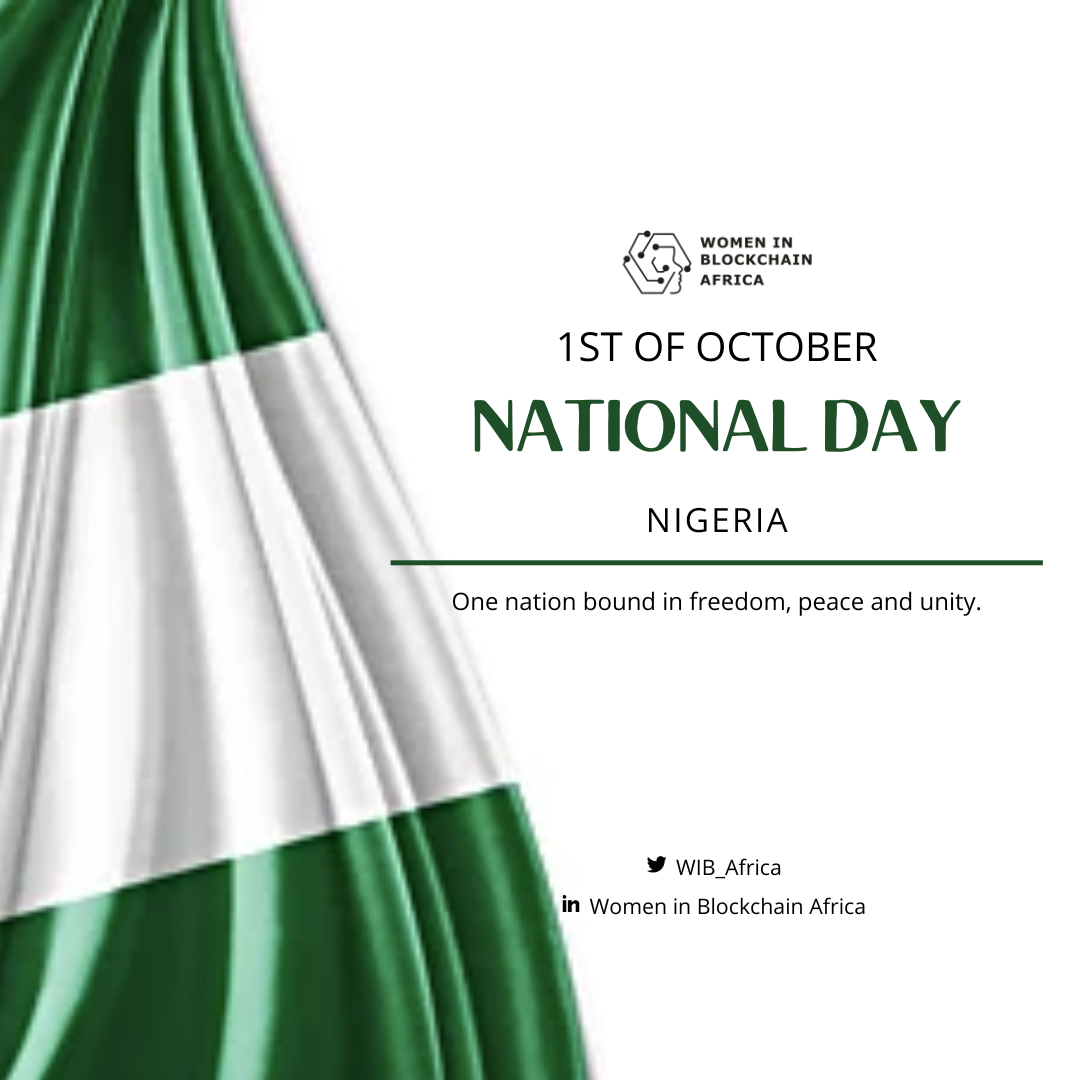 WOMEN IN
BLOCKCHAIN
AFRICA
1ST OF OCTOBER
NATIONAL DAY
NIGERIA
One nation bound in freedom, peace and unity.
WIB_Africa
in Women in Blockchain Africa